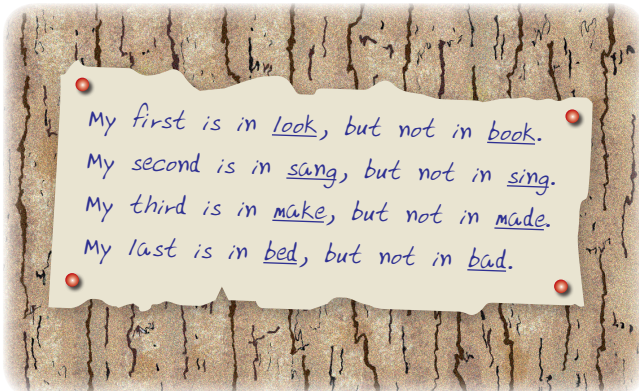 My first is in look, but not in book.
My second is in sang, but not in sing.
My third is in make, but not in made.
My last is in bed, but not in bad.